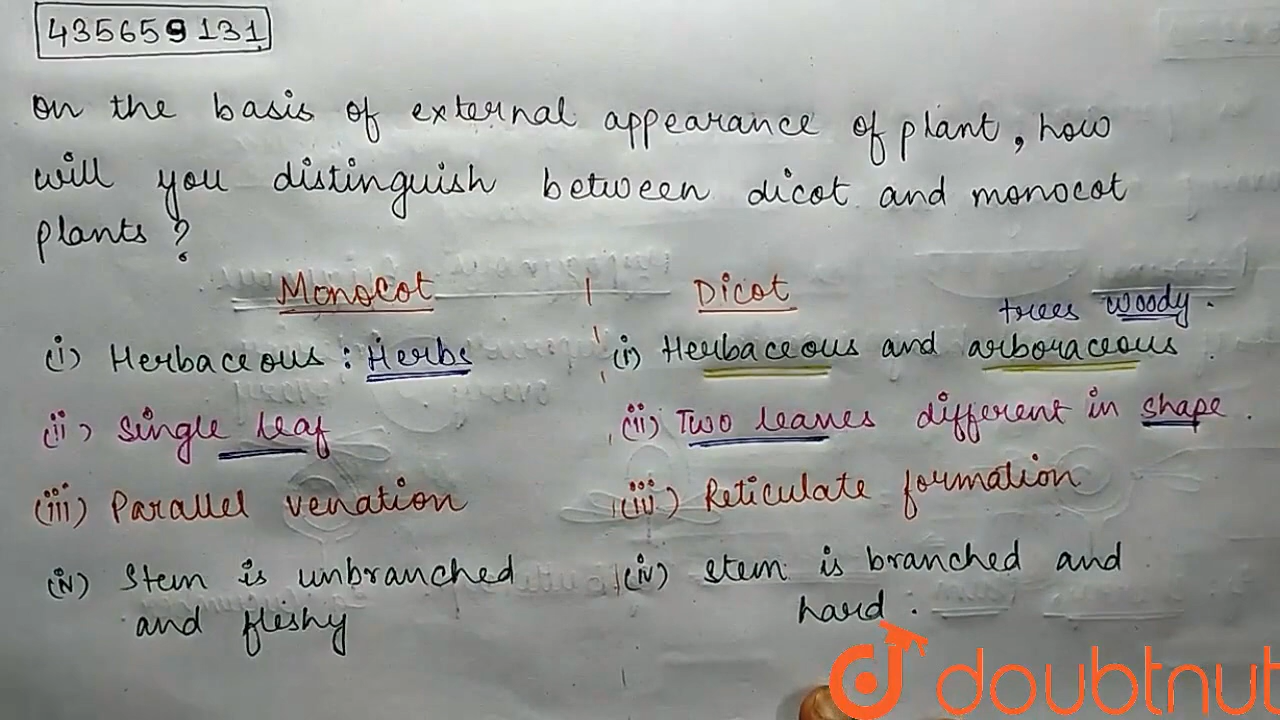 435659131
on the basis of external appearance of plant, how
will you distinguish between dicot and monocot
plants?
Monocot | Dicot
trees woody.
(i) Herbaceous : Herbs (i) Herbaceous and arboraceous.
(ii) Single leaf (ii) Two leaves different in shape.
(iii) Parallel venation (iii) Reticulate formation
(iv) Stem is unbranched (iv) stem is branched and
and fleshy hard.
doubtnut